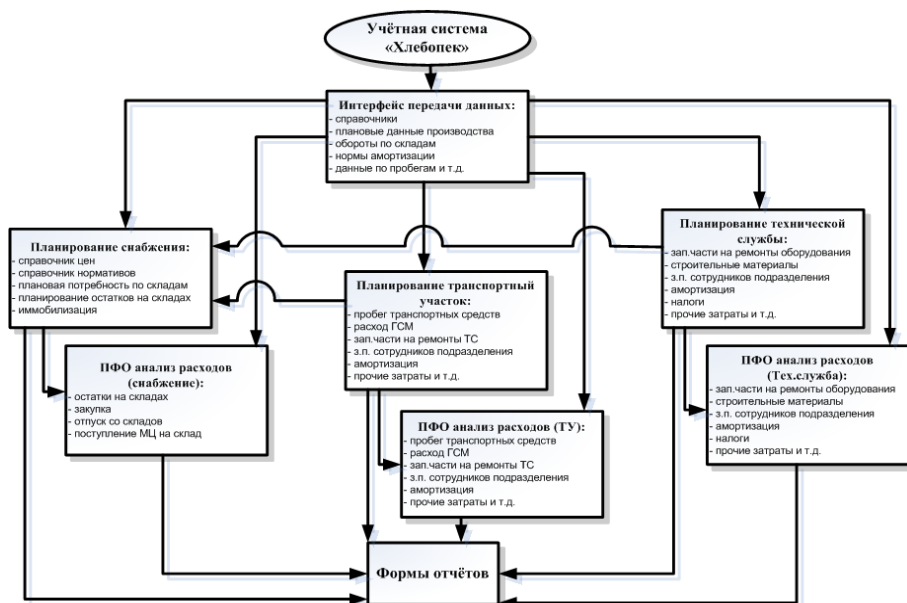 Учётная система
«Хлебопек»
Интерфейс передачи данных:
- справочники
- плановые данные производства
- обороты по складам
- нормы амортизации
- данные по пробегам и т.д.
Планирование снабжения:
- справочник цен
- справочник нормативов
- плановая потребность по складам
- планирование остатков на складах
- иммобилизация
Планирование технической
службы:
- зап.части на ремонты оборудования
- строительные материалы
- з.п. сотрудников подразделения
- амортизация
- налоги
- прочие затраты и т.д.
Планирование транспортный
участок:
- пробег транспортных средств
- расход ГСМ
- зап.части на ремонты ТС
- з.п. сотрудников подразделения
- амортизация
- прочие затраты и т.д.
ПФО анализ расходов
(снабжение):
- остатки на складах
- закупка
- отпуск со складов
- поступление МЦ на склад
ПФО анализ расходов
(Тех.служба):
- зап.части на ремонты оборудования
- строительные материалы
- з.п. сотрудников подразделения
- амортизация
- налоги
- прочие затраты и т.д.
ПФО анализ расходов (ТУ):
- пробег транспортных средств
- расход ГСМ
- зап.части на ремонты ТС
- з.п. сотрудников подразделения
- амортизация
- прочие затраты и т.д.
Формы отчётов